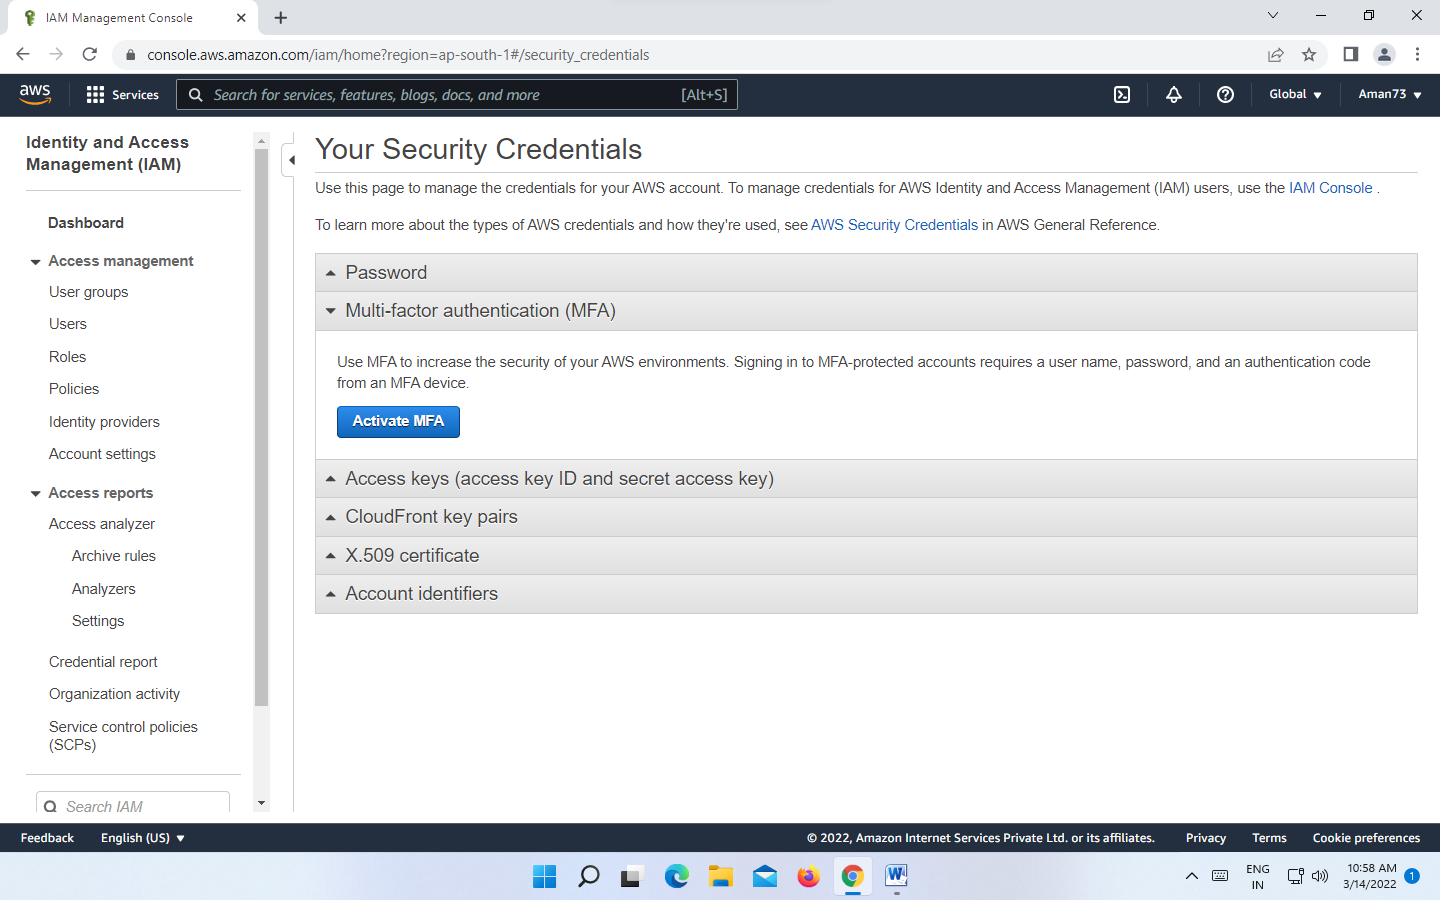 IAM Management Console
console.aws.amazon.com/iam/home?region=ap-south-1#/security_credentials
aws
Services
Search for services, features, blogs, docs, and more
[Alt+S]
Global
Aman73
Identity and Access
Management (IAM)
Dashboard
Access management
User groups
Users
Roles
Policies
Identity providers
Account settings
Access reports
Access analyzer
Archive rules
Analyzers
Settings
Credential report
Organization activity
Service control policies
(SCPs)
Search IAM
Your Security Credentials
Use this page to manage the credentials for your AWS account. To manage credentials for AWS Identity and Access Management (IAM) users, use the IAM Console .
To learn more about the types of AWS credentials and how they're used, see AWS Security Credentials in AWS General Reference.
Password
Multi-factor authentication (MFA)
Use MFA to increase the security of your AWS environments. Signing in to MFA-protected accounts requires a user name, password, and an authentication code
from an MFA device.
Activate MFA
Access keys (access key ID and secret access key)
CloudFront key pairs
X.509 certificate
Account identifiers
Feedback
English (US)
© 2022, Amazon Internet Services Private Ltd. or its affiliates.
Privacy
Terms
Cookie preferences
W
ENG
IN
10:58 AM
3/14/2022
1